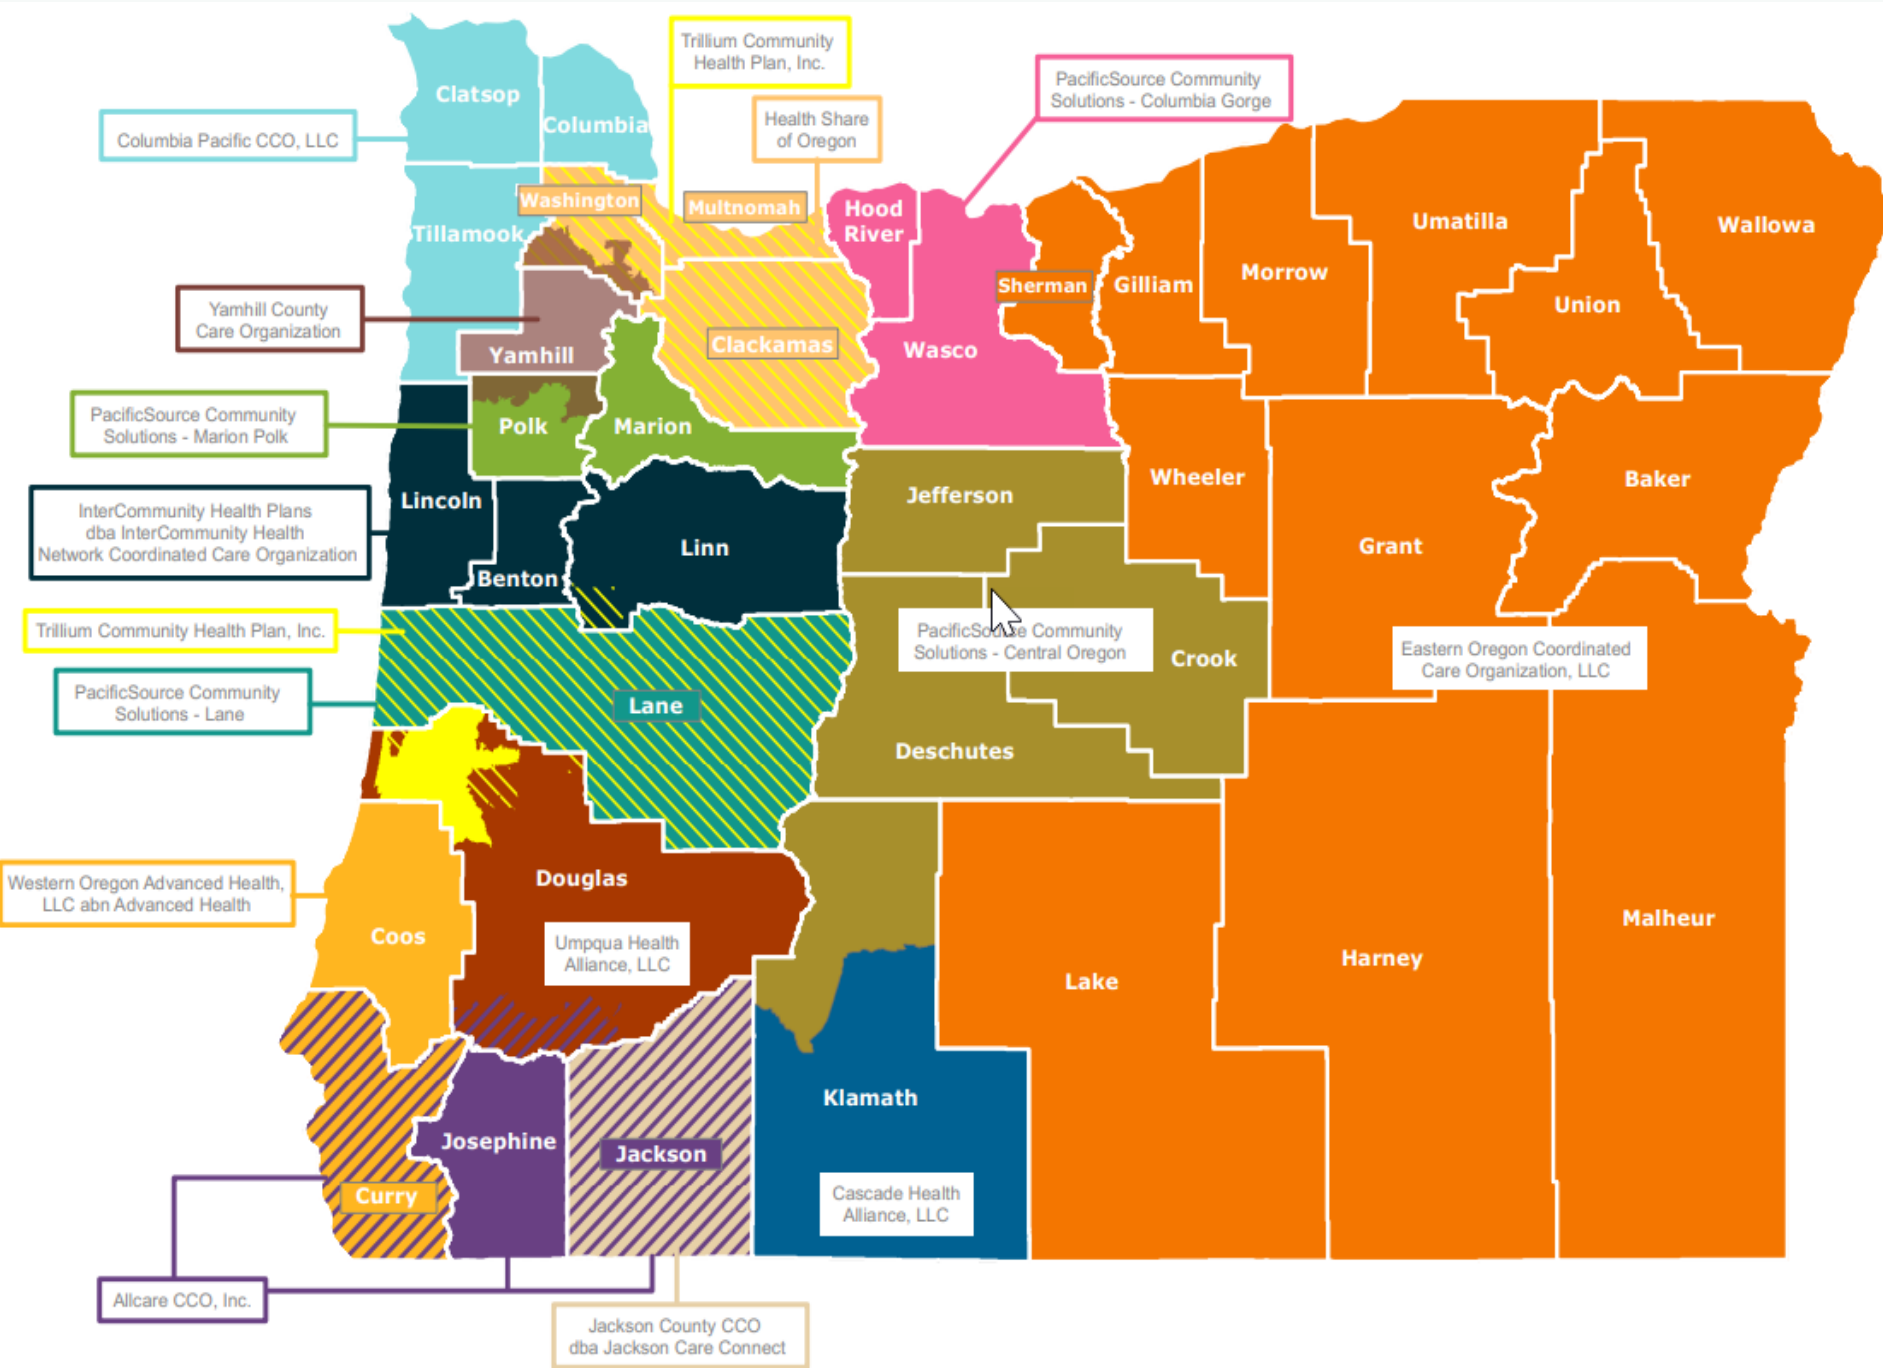 Trillium Community
Health Plan, Inc.
PacificSource Community
Solutions - Columbia Gorge
Clatsop
Columbia
Health Share
of Oregon
Columbia Pacific CCO, LLC
Washington
Multnomah
Hood
River
Tillamook
Umatilla
Wallowa
Sherman
Gilliam
Morrow
Union
Yamhill County
Care Organization
Yamhill
Clackamas
Wasco
PacificSource Community
Solutions - Marion Polk
Polk
Marion
Wheeler
Baker
InterCommunity Health Plans
dba InterCommunity Health
Network Coordinated Care Organization
Lincoln
Jefferson
Linn
Grant
Benton
Trillium Community Health Plan, Inc.
PacificSource Community
Solutions - Central Oregon
Crook
Eastern Oregon Coordinated
Care Organization, LLC
PacificSource Community
Solutions - Lane
Lane
Deschutes
Western Oregon Advanced Health,
LLC abn Advanced Health
Douglas
Coos
Umpqua Health
Alliance, LLC
Malheur
Harney
Lake
Klamath
Josephine
Jackson
Curry
Cascade Health
Alliance, LLC
Allcare CCO, Inc.
Jackson County CCO
dba Jackson Care Connect